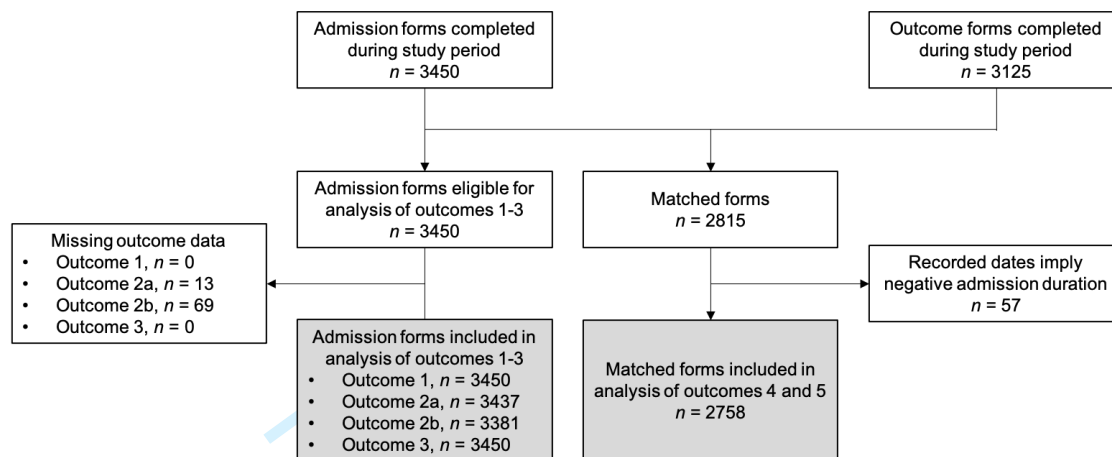 Admission forms completed
during study period
n = 3450
Outcome forms completed
during study period
n = 3125
Admission forms eligible for
analysis of outcomes 1-3
n = 3450
Matched forms
n = 2815
Missing outcome data
• Outcome 1, n = 0
• Outcome 2a, n = 13
• Outcome 2b, n = 69
• Outcome 3, n = 0
Recorded dates imply
negative admission duration
n = 57
Admission forms included in
analysis of outcomes 1-3
• Outcome 1, n = 3450
• Outcome 2a, n = 3437
• Outcome 2b, n = 3381
• Outcome 3, n = 3450
Matched forms included in
analysis of outcomes 4 and 5
n = 2758